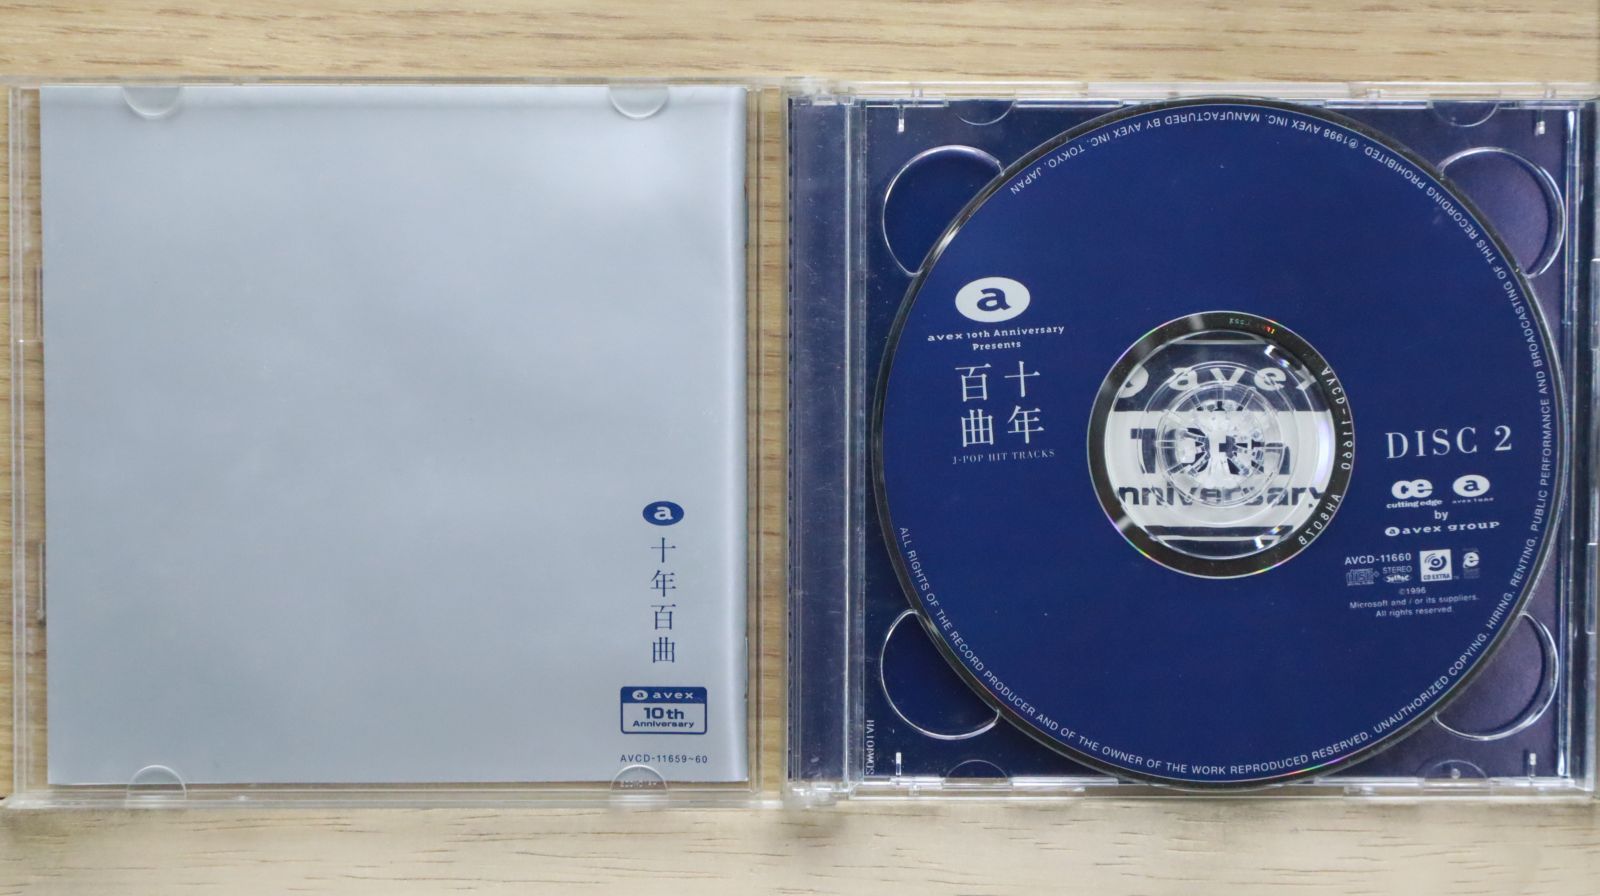 a
十年百曲
a avex
10th
Anniversary
AVCD-11659~60
a
avex 10th Anniversary
Presents
十年
百曲
J-POP HIT TRACKS
DISC 2
ce a
cutting edge avex tune
by
a avex group
AVCD-11660
STEREO
CD EXTRA
©1996
Microsoft and / or its suppliers.
All rights reserved.
ALL RIGHTS OF THE RECORD PRODUCER AND OF THE OWNER OF THE WORK REPRODUCED RESERVED. UNAUTHORIZED COPYING, HIRING, RENTING, PUBLIC PERFORMANCE AND BROADCASTING OF THIS RECORDING PROHIBITED. ℗1998 AVEX INC. MANUFACTURED BY AVEX INC. TOKYO, JAPAN
avex
10th
nniversary
AVCD-11660